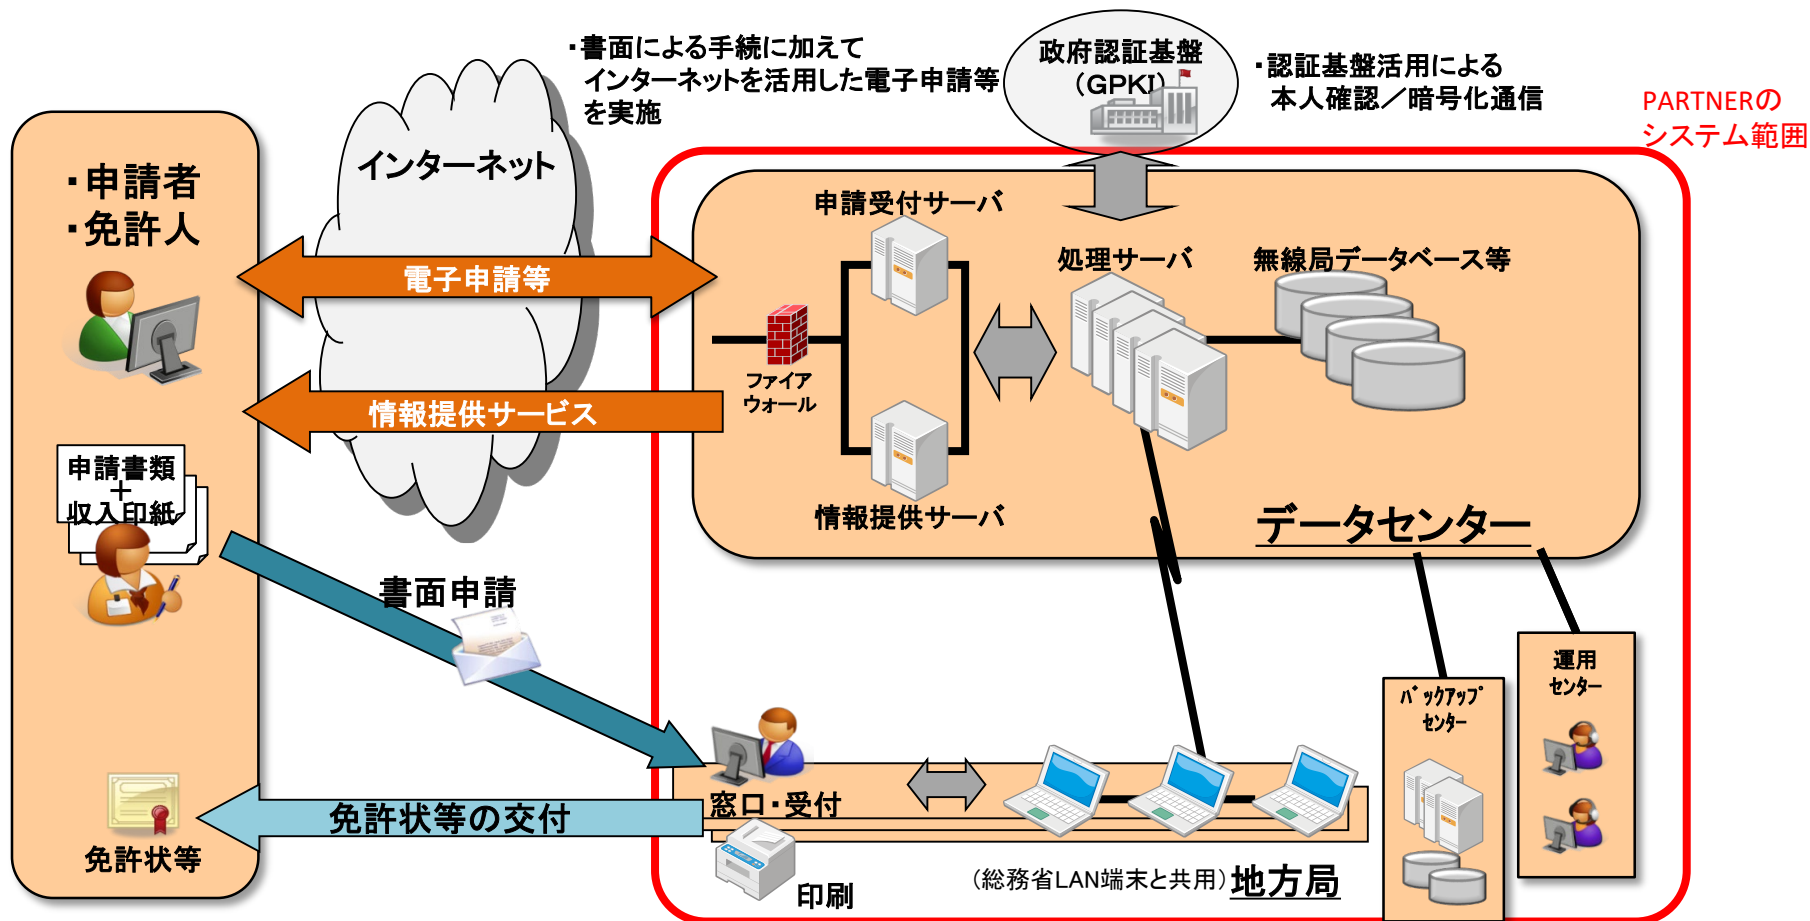 ・書面による手続に加えて
インターネットを活用した電子申請等
を実施
政府認証基盤
(GPKI)
・認証基盤活用による
本人確認／暗号化通信
PARTNERの
システム範囲
・申請者
・免許人
インターネット
申請受付サーバ
処理サーバ
無線局データベース等
電子申請等
ファイア
ウォール
情報提供サービス
申請書類
＋
収入印紙
情報提供サーバ
データセンター
書面申請
運用
センター
ﾊﾞｯｸｱｯﾌﾟ
センター
窓口・受付
免許状等の交付
免許状等
印刷
（総務省LAN端末と共用）地方局